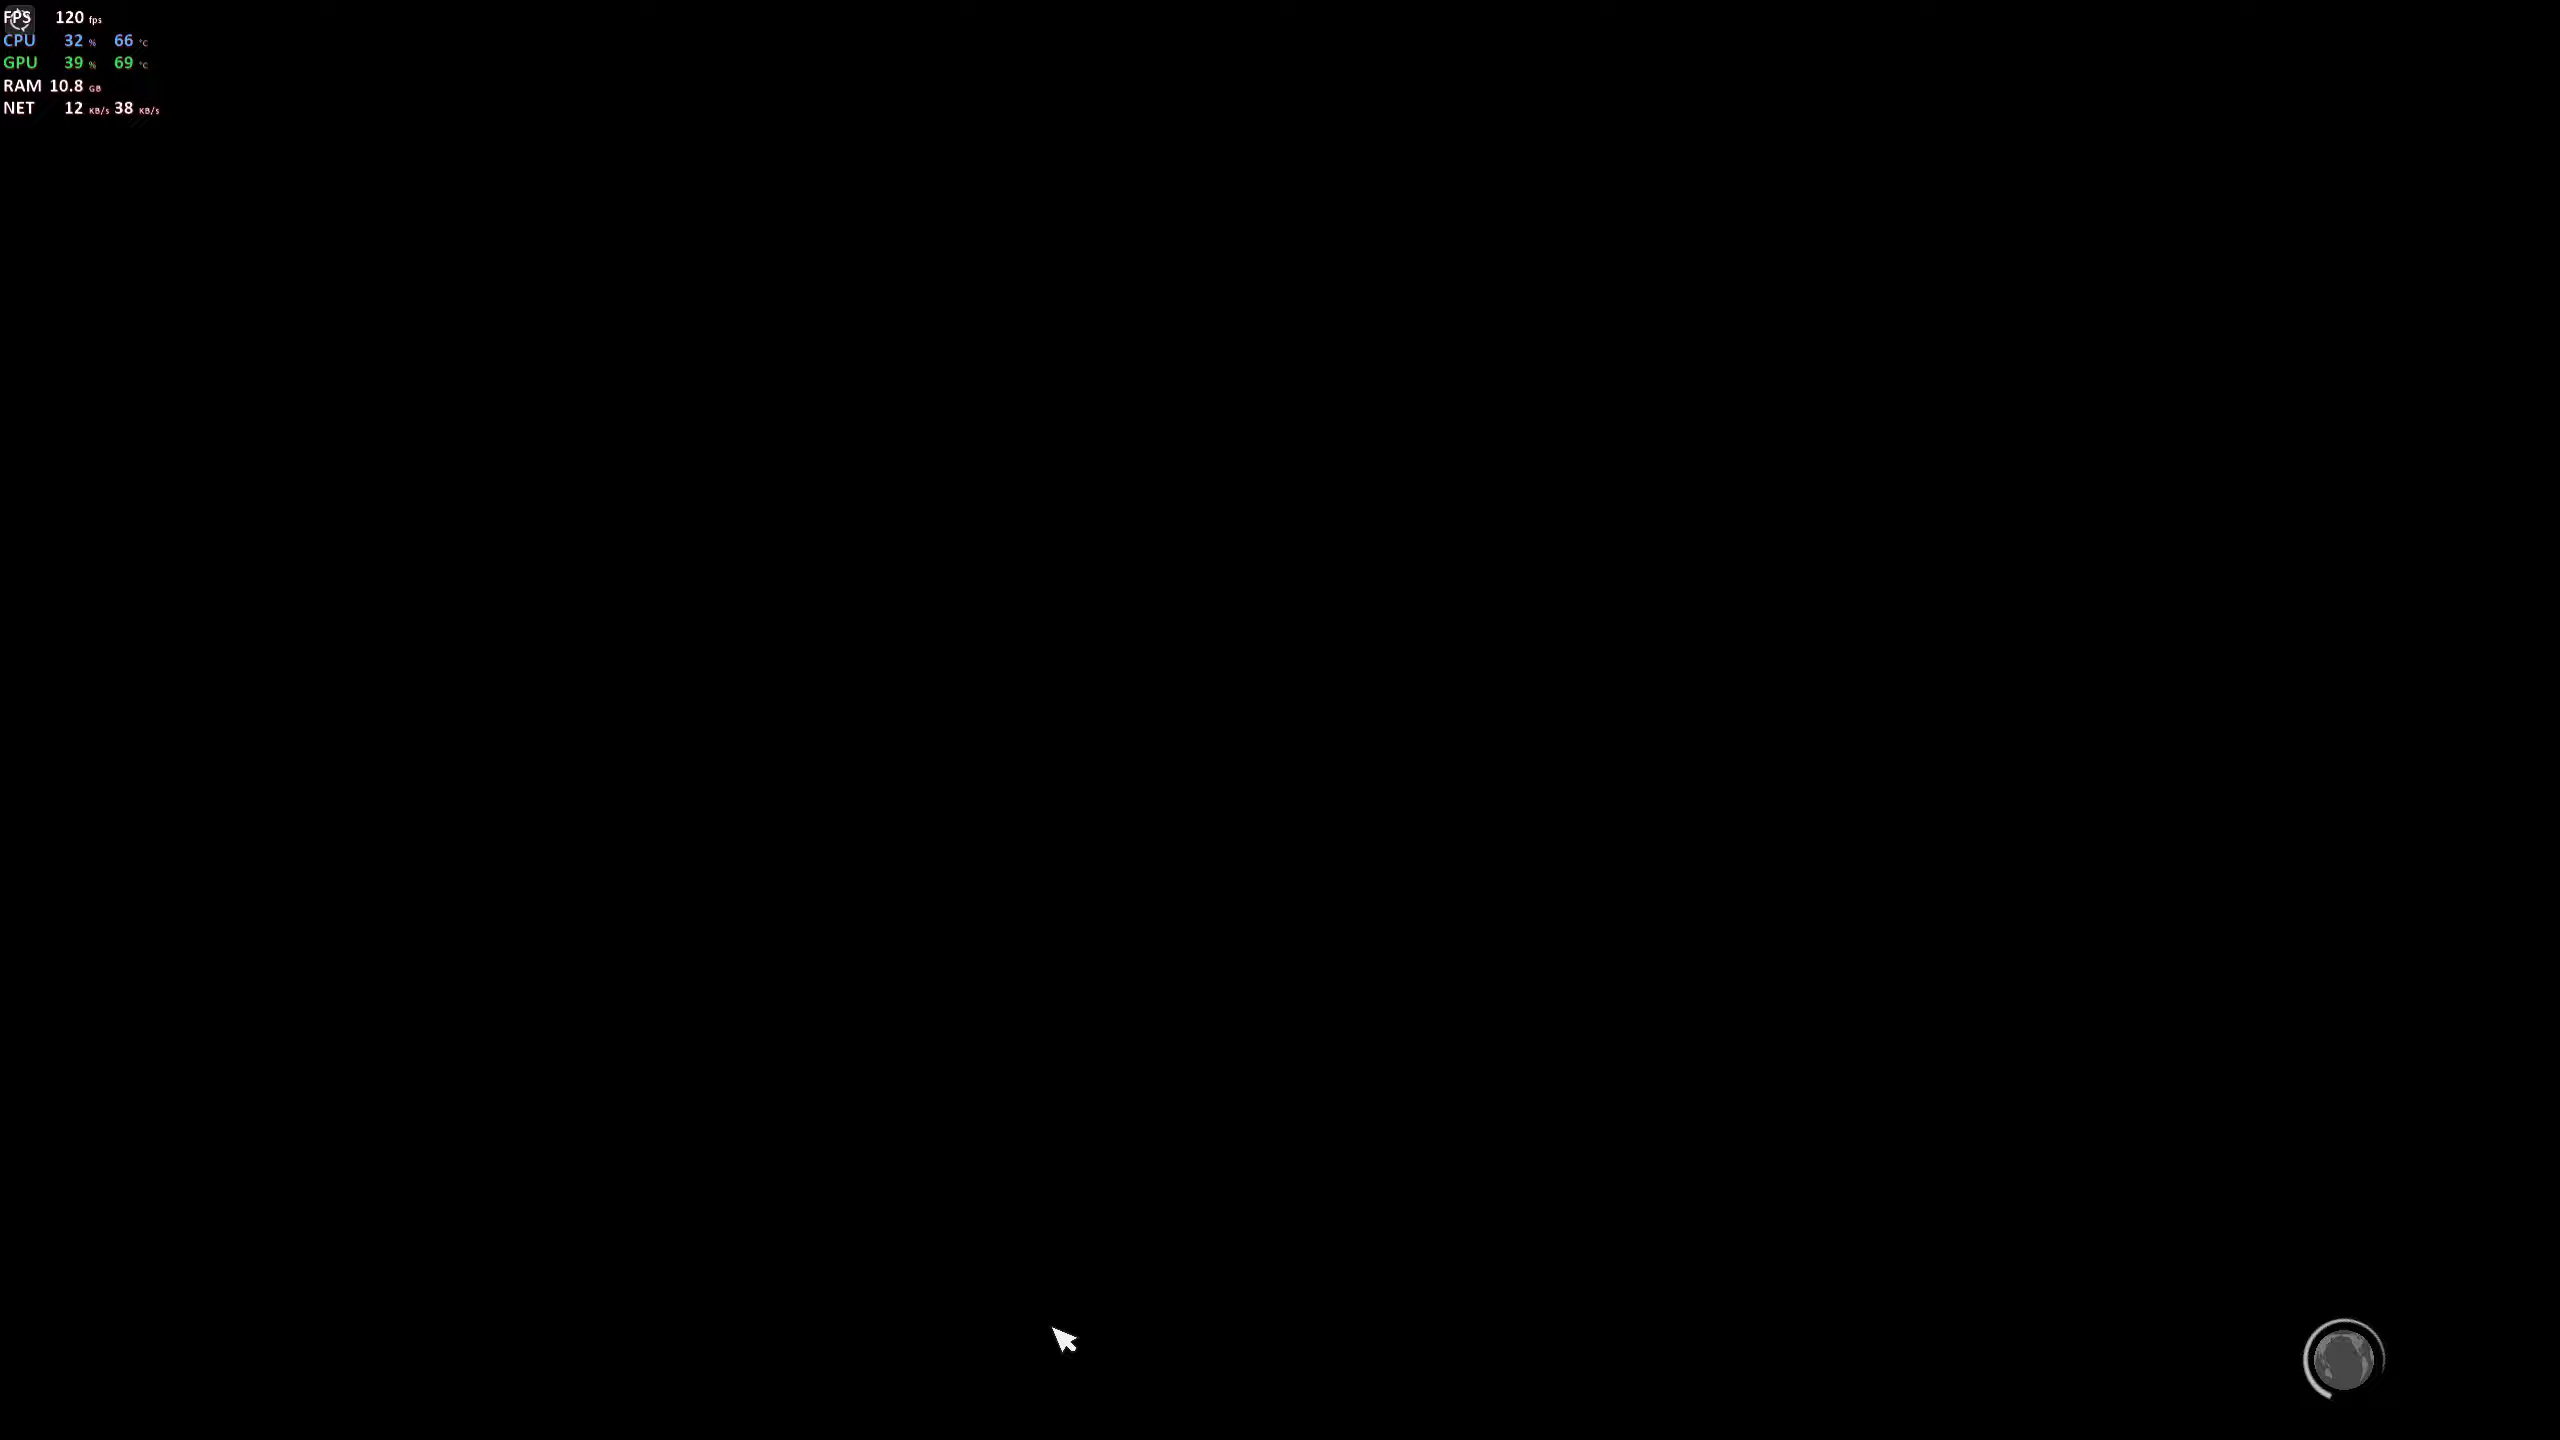 FPS 120 fps
CPU 32 % 66 °C
GPU 39 % 69 °C
RAM 10.8 GB
NET 12 KB/s 38 KB/s